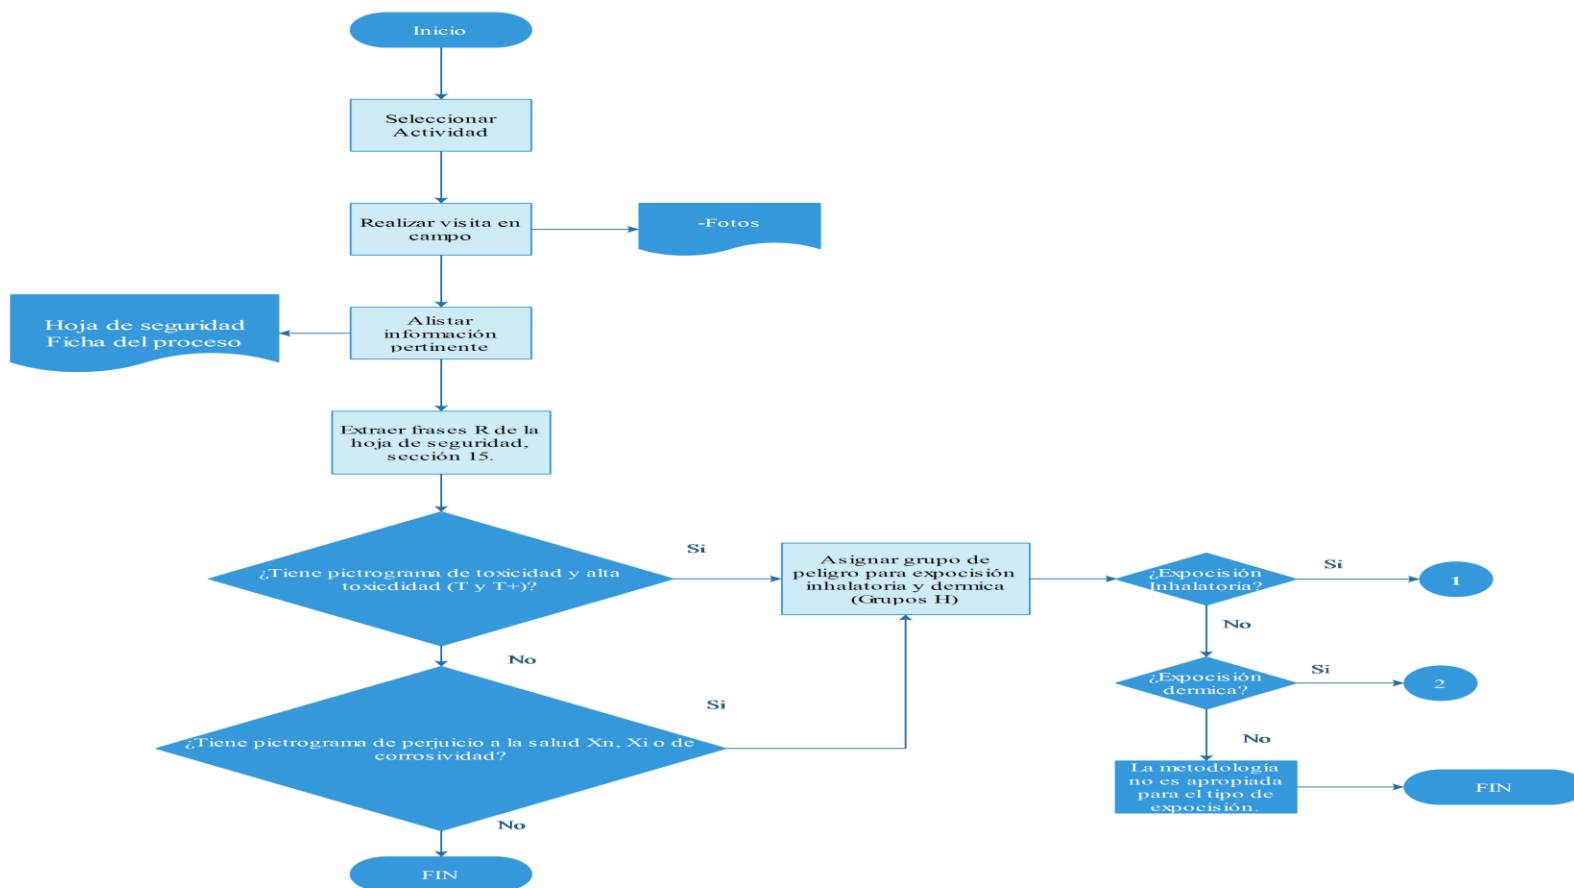 Inicio
Seleccionar
Actividad
Realizar visita en
campo
-Fotos
Hoja de seguridad
Ficha del proceso
Alistar
información
pertinente
Extraer frases R de la
hoja de seguridad,
sección 15.
¿Tiene pictrograma de toxicidad y alta
toxicdidad (T y T+)?
Si
No
Asignar grupo de
peligro para expocisión
inhalatoria y dermica
(Grupos H)
¿Expocisión
Inhalatoria?
Si
1
No
¿Expocisión
dermica?
Si
2
No
La metodología
no es apropiada
para el tipo de
expocisión.
FIN
¿Tiene pictrograma de perjuicio a la salud Xn, Xi o de
corrosividad?
Si
No
FIN